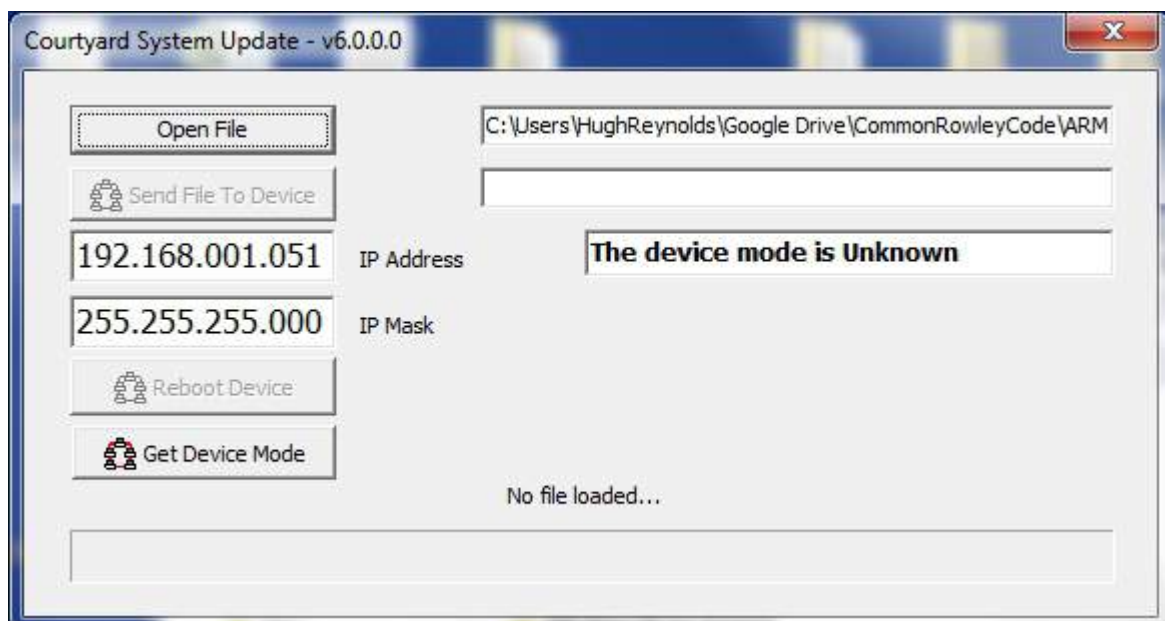 Courtyard System Update - v6.0.0.0
Open File
C:\Users\HughReynolds\Google Drive\CommonRowleyCode\ARM
Send File To Device
192.168.001.051
IP Address
The device mode is Unknown
255.255.255.000
IP Mask
Reboot Device
Get Device Mode
No file loaded...